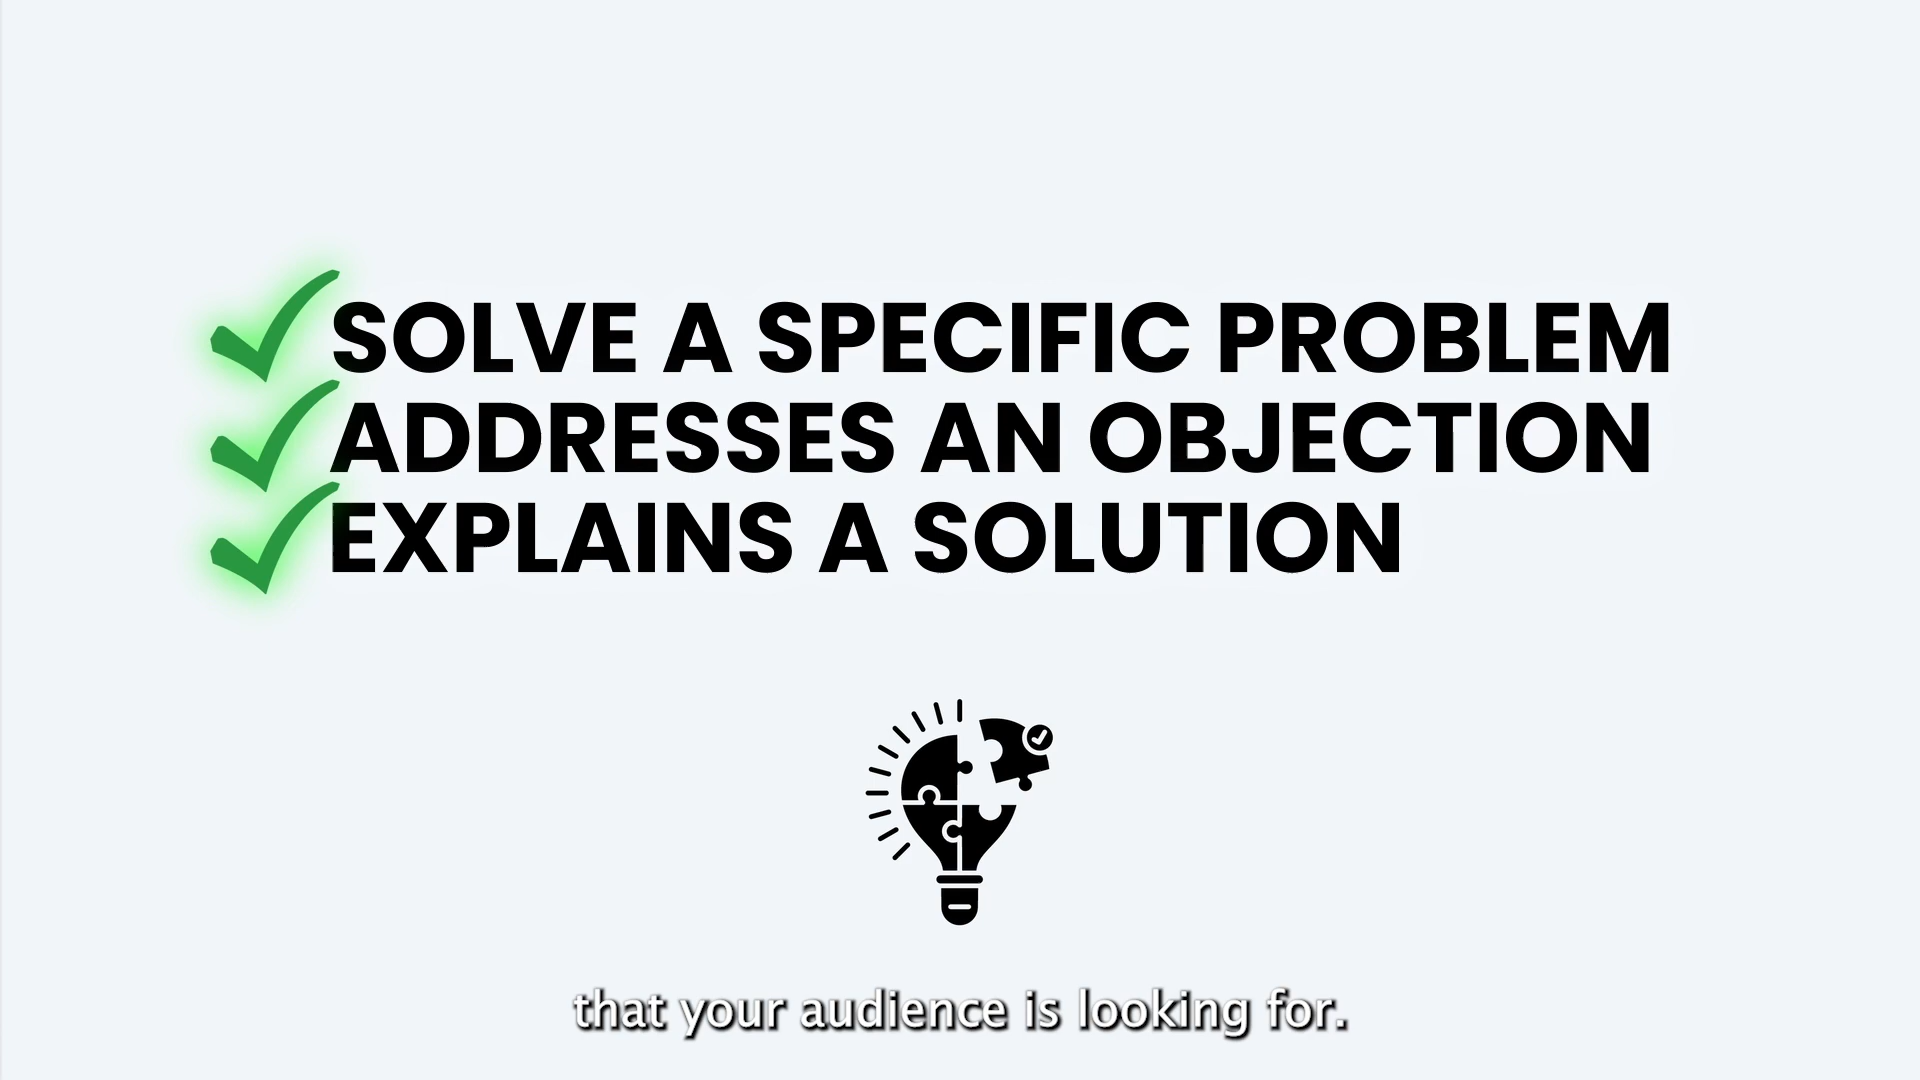 SOLVE A SPECIFIC PROBLEM
ADDRESSES AN OBJECTION
EXPLAINS A SOLUTION
that your audience is looking for.